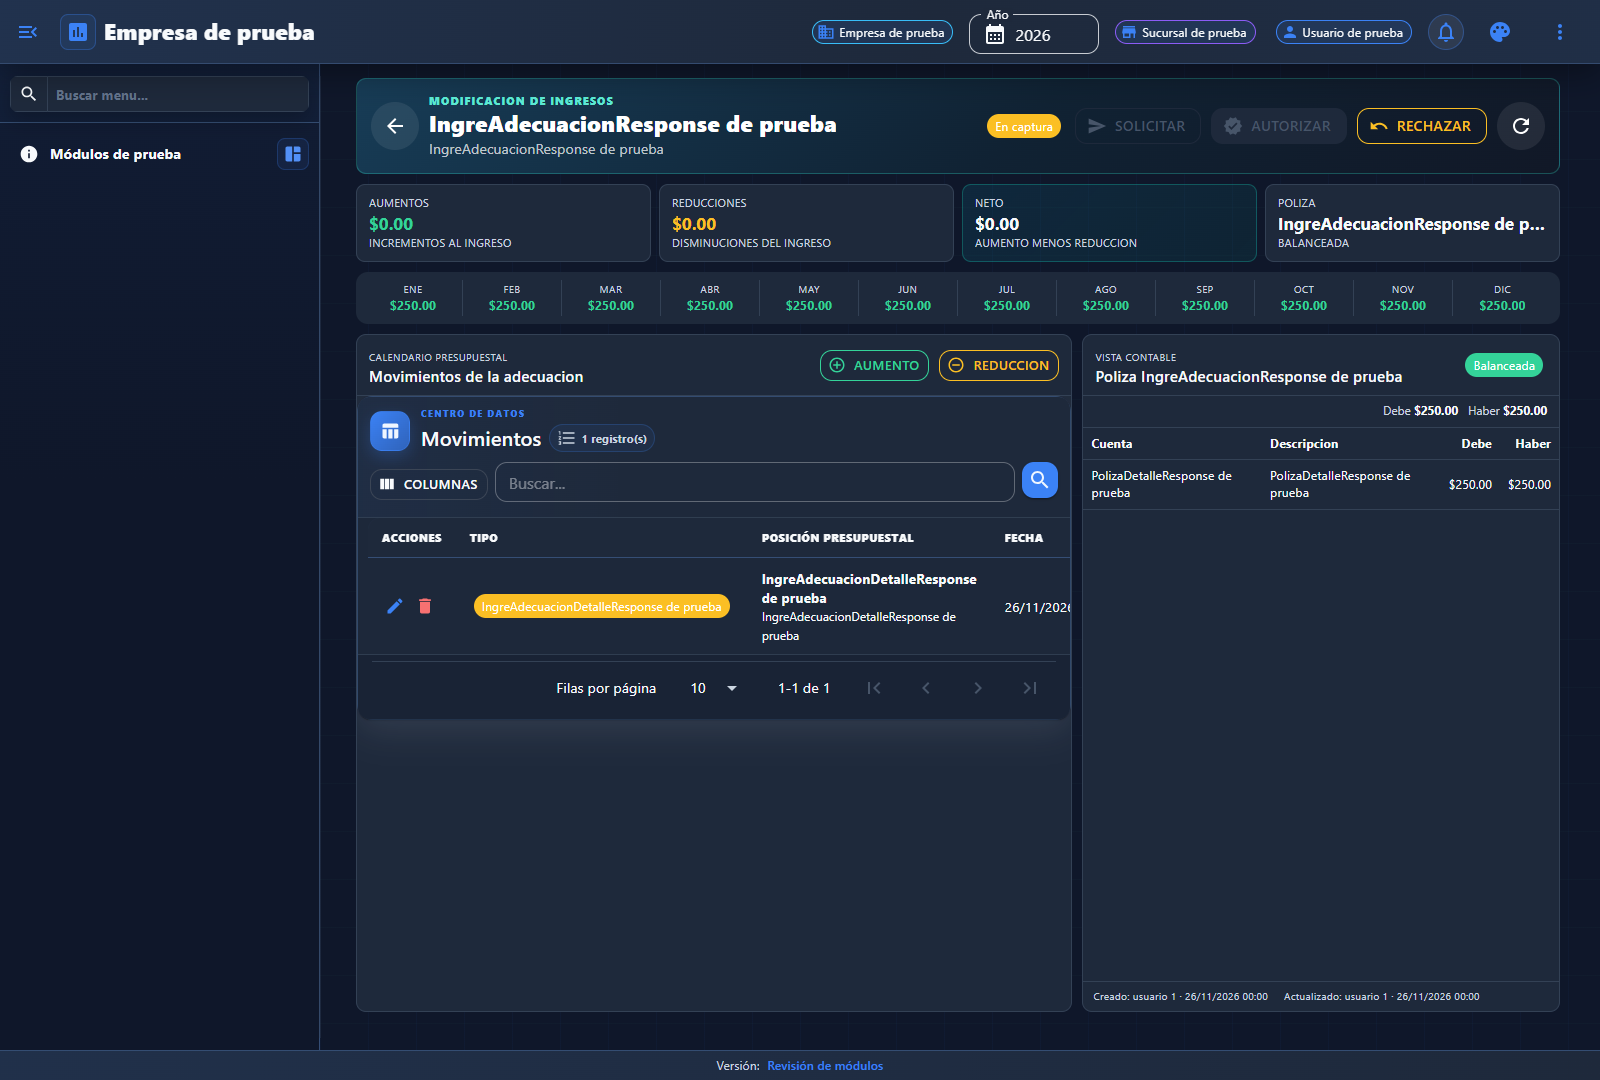 Empresa de prueba
Empresa de prueba
Año
2026
Sucursal de prueba
Usuario de prueba
Buscar menu...
Módulos de prueba
MODIFICACION DE INGRESOS
IngreAdecuacionResponse de prueba
IngreAdecuacionResponse de prueba
En captura
SOLICITAR
AUTORIZAR
RECHAZAR
AUMENTOS
$0.00
INCREMENTOS AL INGRESO
REDUCCIONES
$0.00
DISMINUCIONES DEL INGRESO
NETO
$0.00
AUMENTO MENOS REDUCCION
POLIZA
IngreAdecuacionResponse de p...
BALANCEADA
ENE
$250.00
FEB
$250.00
MAR
$250.00
ABR
$250.00
MAY
$250.00
JUN
$250.00
JUL
$250.00
AGO
$250.00
SEP
$250.00
OCT
$250.00
NOV
$250.00
DIC
$250.00
CALENDARIO PRESUPUESTAL
Movimientos de la adecuacion
AUMENTO
REDUCCION
CENTRO DE DATOS
Movimientos
1 registro(s)
COLUMNAS
Buscar...
ACCIONES TIPO POSICIÓN PRESUPUESTAL FECHA
IngreAdecuacionDetalleResponse de prueba
IngreAdecuacionDetalleResponse
de prueba
IngreAdecuacionDetalleResponse de
prueba
26/11/2026
Filas por página 10 1-1 de 1
VISTA CONTABLE
Poliza IngreAdecuacionResponse de prueba
Balanceada
Debe $250.00 Haber $250.00
Cuenta Descripcion Debe Haber
PolizaDetalleResponse de
prueba
PolizaDetalleResponse de
prueba
$250.00 $250.00
Creado: usuario 1 · 26/11/2026 00:00 Actualizado: usuario 1 · 26/11/2026 00:00
Versión: Revisión de módulos